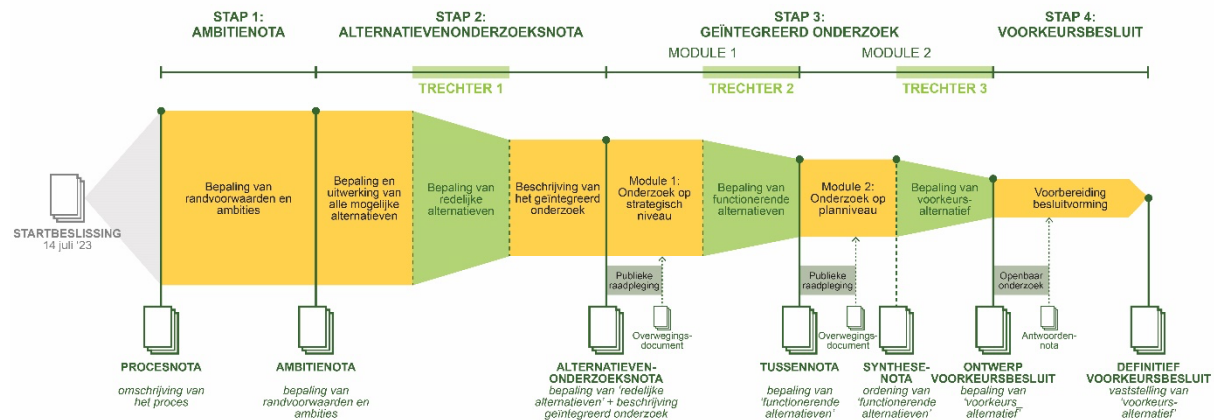 STAP 1:
AMBITIENOTA
STAP 2:
ALTERNATIEVENONDERZOEKSNOTA
STAP 3:
GEÏNTEGREERD ONDERZOEK
STAP 4:
VOORKEURSBESLUIT
MODULE 1
MODULE 2
TRECHTER 1
TRECHTER 2
TRECHTER 3
STARTBESLISSING
14 juli '23
Bepaling van
randvoorwaarden en
ambities
Bepaling en
uitwerking van
alle mogelijke
alternatieven
Bepaling van
redelijke
alternatieven
Beschrijving van
het geïntegreerd
onderzoek
Module 1:
Onderzoek op
strategisch
niveau
Bepaling van
functionerende
alternatieven
Module 2:
Onderzoek op
planniveau
Bepaling van
voorkeurs-
alternatief
Voorbereiding
besluitvorming
Publieke
raadpleging
Publieke
raadpleging
Openbaar
onderzoek
Overwegings-
document
Overwegings-
document
Antwoorden-
nota
PROCESNOTA
omschrijving van
het proces
AMBITIENOTA
bepaling van
randvoorwaarden en
ambities
ALTERNATIEVEN-
ONDERZOEKSNOTA
bepaling van 'redelijke
alternatieven' + beschrijving
geïntegreerd onderzoek
TUSSENNOTA
bepaling van
'functionerende
alternatieven'
SYNTHESE-
NOTA
ordening van
'functionerende
alternatieven'
ONTWERP
VOORKEURSBESLUIT
bepaling van
'voorkeurs
alternatief'
DEFINITIEF
VOORKEURSBESLUIT
vaststelling van
'voorkeurs-
alternatief'